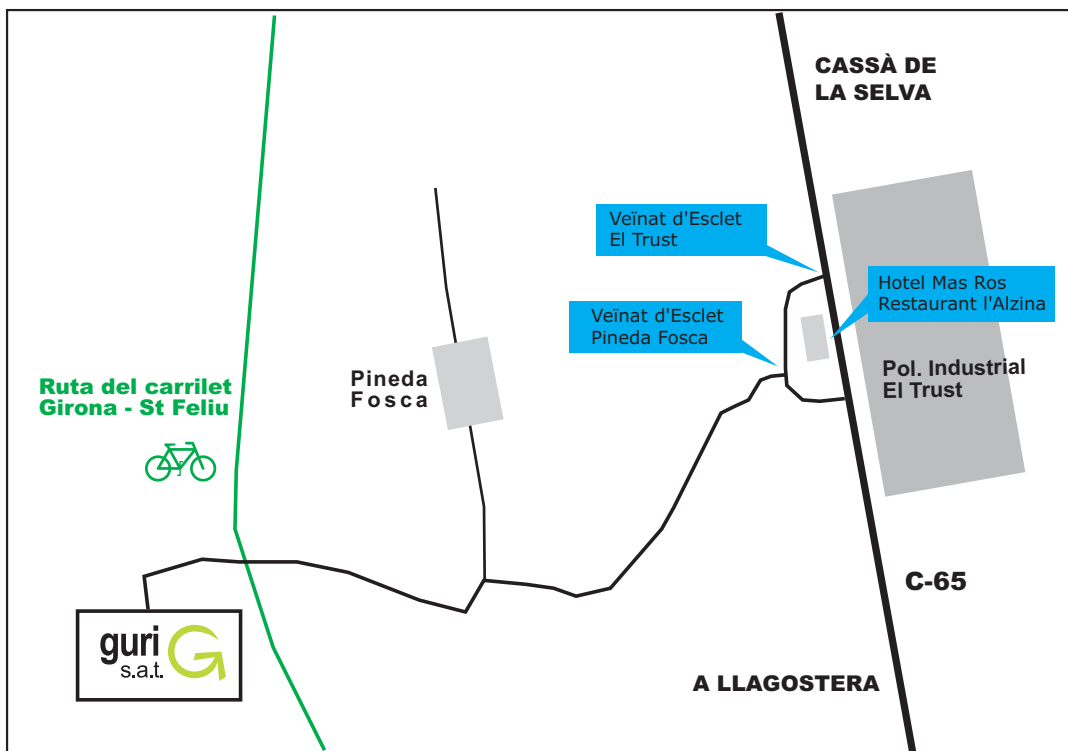 CASSÀ DE
LA SELVA
Veïnat d'Esclet
El Trust
Hotel Mas Ros
Restaurant l'Alzina
Veïnat d'Esclet
Pineda Fosca
Pol. Industrial
El Trust
Pineda
Fosca
Ruta del carrilet
Girona - St Feliu
C-65
guri
s.a.t.
A LLAGOSTERA